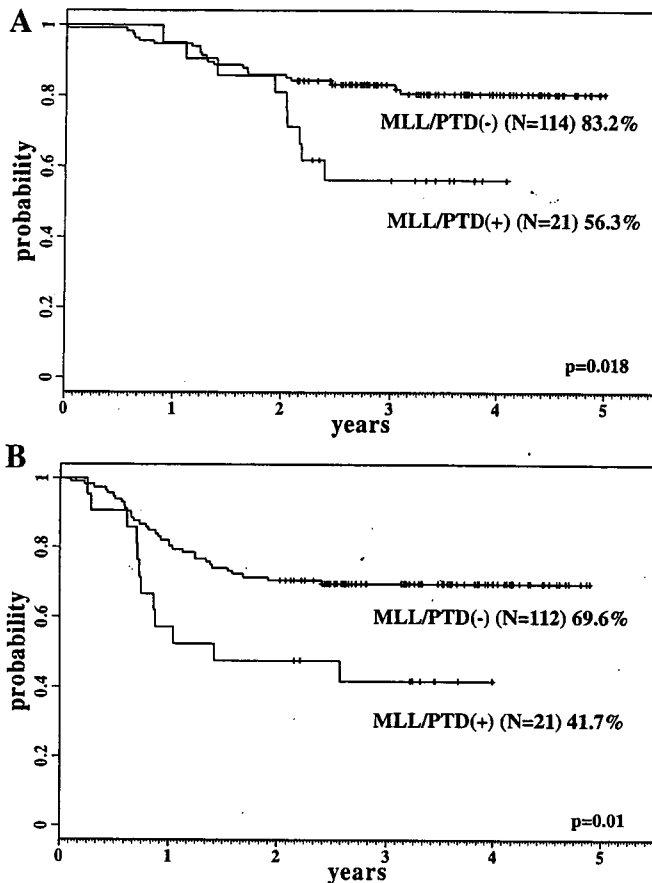 A
probability
1
0.8
0.6
0.4
0.2
0
MLL/PTD(-) (N=114) 83.2%
MLL/PTD(+) (N=21) 56.3%
p=0.018
0 1 2 3 4 5
years
B
probability
1
0.8
0.6
0.4
0.2
0
MLL/PTD(-) (N=112) 69.6%
MLL/PTD(+) (N=21) 41.7%
p=0.01
0 1 2 3 4 5
years